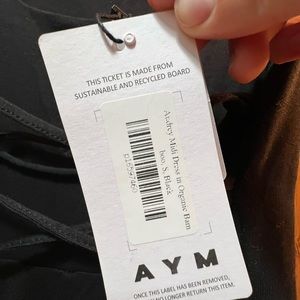 THIS TICKET IS MADE FROM
SUSTAINABLE AND RECYCLED BOARD
Audrey Midi Dress in Organic Bam
boo, S, Black
AYM
ONCE THIS LABEL HAS BEEN REMOVED,
NO LONGER RETURN THIS ITEM.